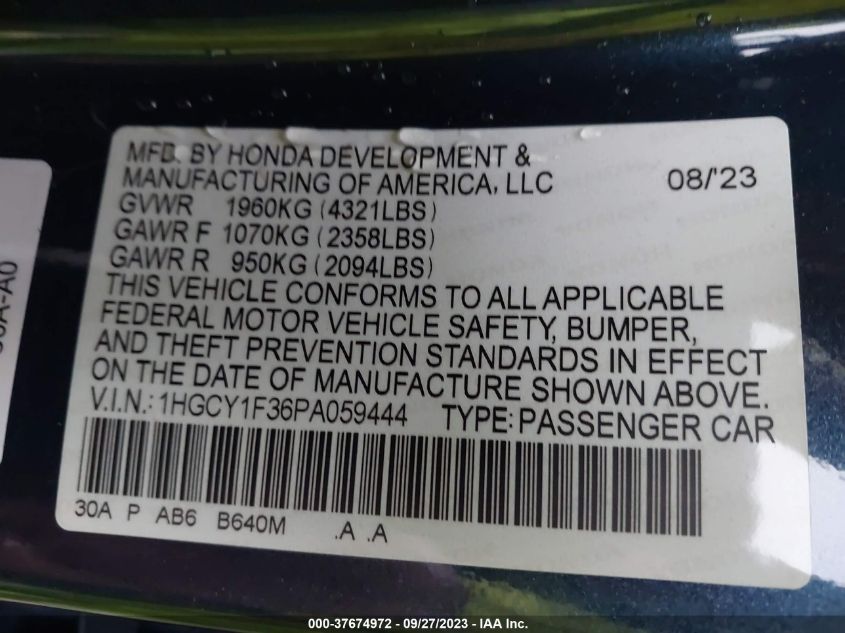 MFD. BY HONDA DEVELOPMENT &
MANUFACTURING OF AMERICA, LLC 08/'23
GVWR 1960KG (4321LBS)
GAWR F 1070KG (2358LBS)
GAWR R 950KG (2094LBS)
THIS VEHICLE CONFORMS TO ALL APPLICABLE
FEDERAL MOTOR VEHICLE SAFETY, BUMPER,
AND THEFT PREVENTION STANDARDS IN EFFECT
ON THE DATE OF MANUFACTURE SHOWN ABOVE.
V.I.N.: 1HGCY1F36PA059444 TYPE: PASSENGER CAR
30A P AB6 B640M .A .A
000-37674972 - 09/27/2023 - IAA Inc.